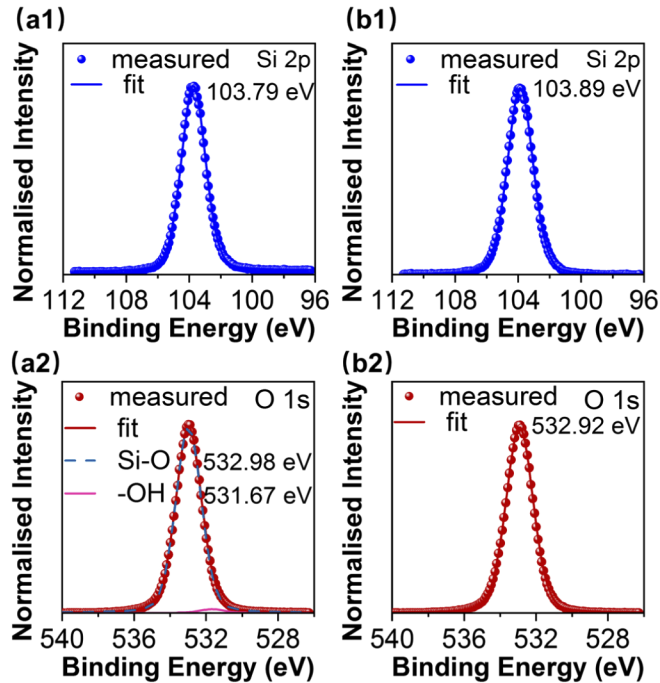 (a1)
measured Si 2p
fit 103.79 eV
Normalised Intensity
112 108 104 100 96
Binding Energy (eV)
(b1)
measured Si 2p
fit 103.89 eV
Normalised Intensity
112 108 104 100 96
Binding Energy (eV)
(a2)
measured O 1s
fit
Si-O 532.98 eV
-OH 531.67 eV
Normalised Intensity
540 536 532 528
Binding Energy (eV)
(b2)
measured O 1s
fit 532.92 eV
Normalised Intensity
540 536 532 528
Binding Energy (eV)